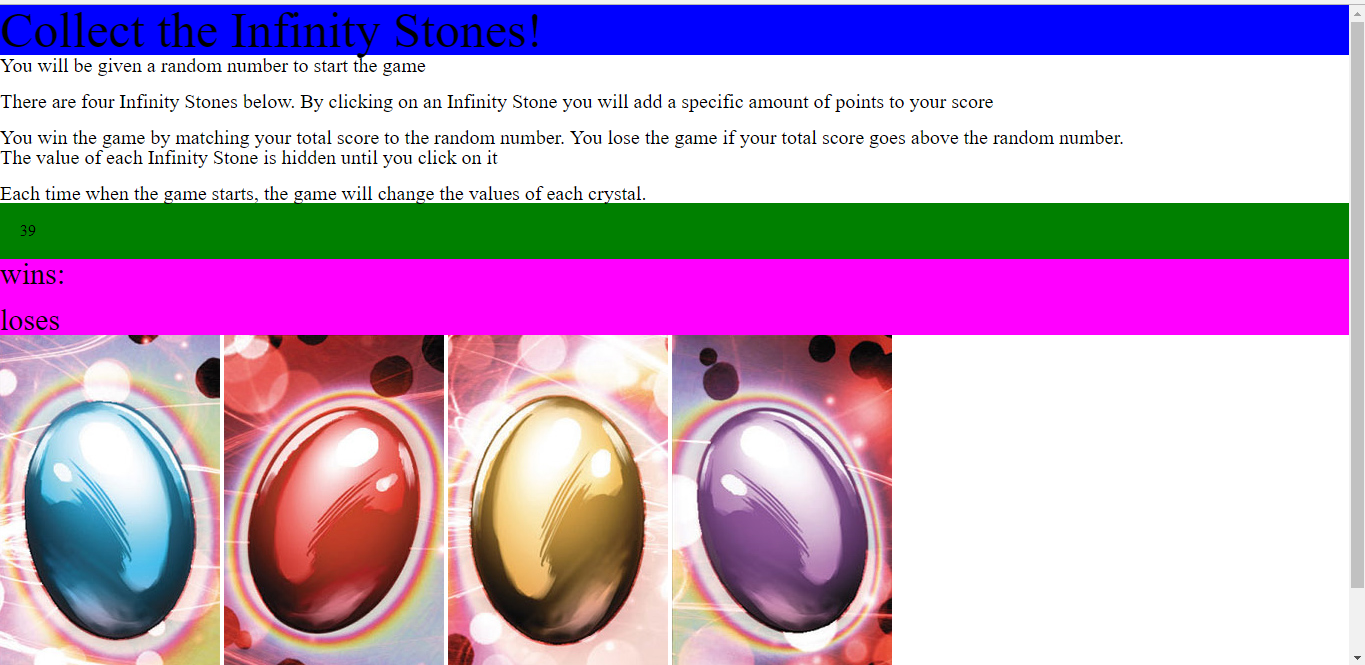 Collect the Infinity Stones!
You will be given a random number to start the game
There are four Infinity Stones below. By clicking on an Infinity Stone you will add a specific amount of points to your score
You win the game by matching your total score to the random number. You lose the game if your total score goes above the random number.
The value of each Infinity Stone is hidden until you click on it
Each time when the game starts, the game will change the values of each crystal.
39
wins:
loses